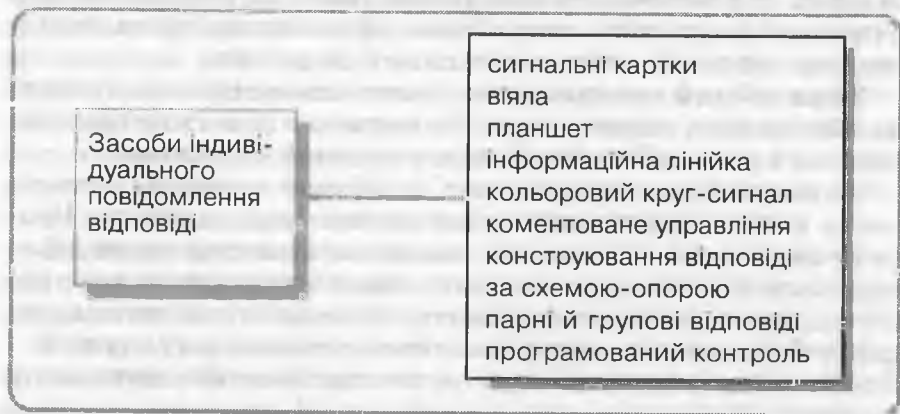 Засоби індиві-
дуального
повідомлення
відповіді
сигнальні картки
віяла
планшет
інформаційна лінійка
кольоровий круг-сигнал
коментоване управління
конструювання відповіді
за схемою-опорою
парні й групові відповіді
програмований контроль